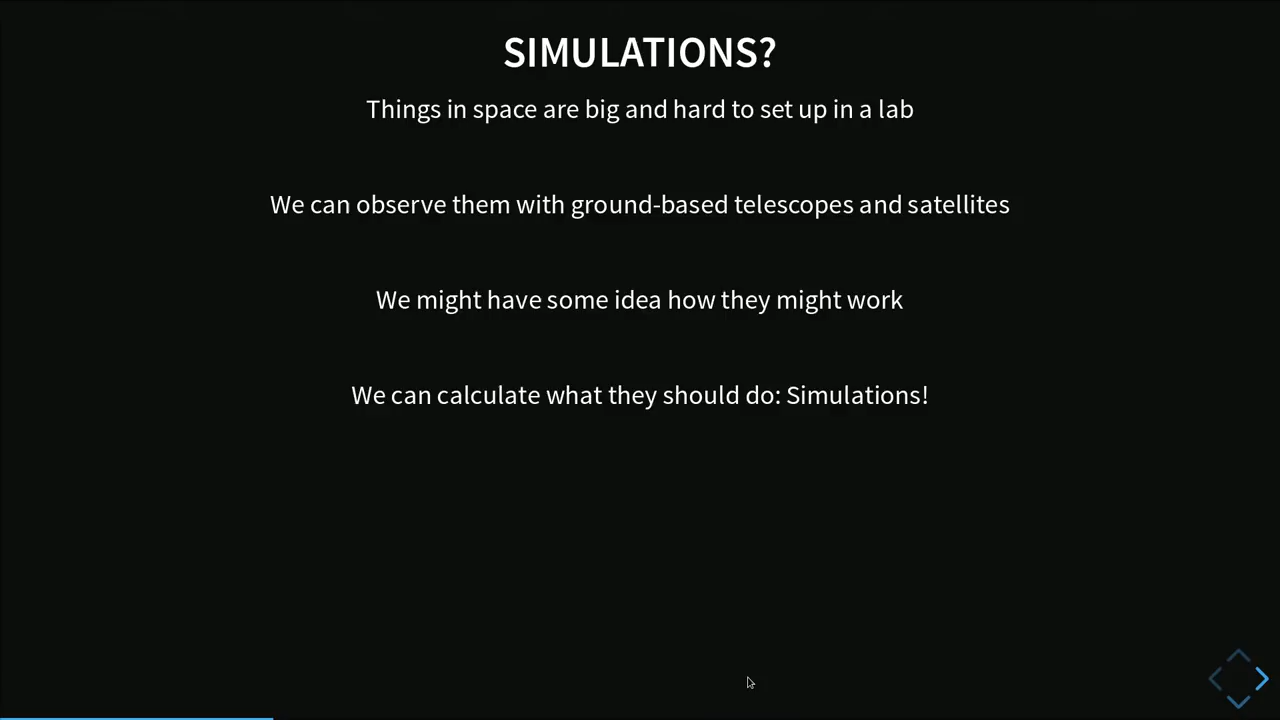 SIMULATIONS?
Things in space are big and hard to set up in a lab
We can observe them with ground-based telescopes and satellites
We might have some idea how they might work
We can calculate what they should do: Simulations!